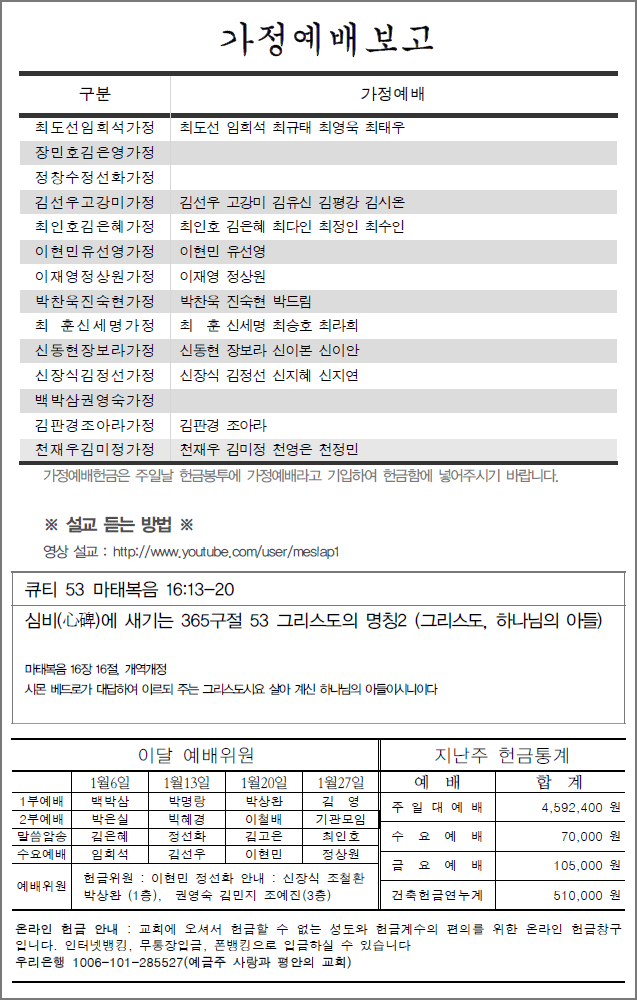 가정예배보고
구분 가정예배
최도선임희석가정 최도선 임희석 최규태 최영욱 최태우
장민호김은영가정
정창수정선화가정
김선우고강미가정 김선우 고강미 김유신 김평강 김시온
최인호김은혜가정 최인호 김은혜 최다인 최정인 최수인
이현민유선영가정 이현민 유선영
이재영정상원가정 이재영 정상원
박찬욱진숙현가정 박찬욱 진숙현 박드림
최 훈신세명가정 최 훈 신세명 최승호 최라희
신동현장보라가정 신동현 장보라 신이본 신이안
신장식김정선가정 신장식 김정선 신지혜 신지연
백박삼권영숙가정
김판경조아라가정 김판경 조아라
천재우김미정가정 천재우 김미정 천영은 천정민
가정예배헌금은 주일날 헌금봉투에 가정예배라고 기입하여 헌금함에 넣어주시기 바랍니다.
※ 설교 듣는 방법 ※
영상 설교 : http://www.youtube.com/user/meslap1
큐티 53 마태복음 16:13-20
심비(心碑)에 새기는 365구절 53 그리스도의 명칭2 (그리스도, 하나님의 아들)
마태복음 16장 16절, 개역개정
시몬 베드로가 대답하여 이르되 주는 그리스도시요 살아 계신 하나님의 아들이시니이다
이달 예배위원
1월6일 1월13일 1월20일 1월27일
1부예배 백박삼 박명랑 박상완 김 영
2부예배 박은실 빅혜경 이철배 기관모임
말씀암송 김은혜 정선화 김고은 최인호
수요예배 임희석 김선우 이현민 정상원
예배위원 헌금위원 : 이현민 정선화 안내 : 신장식 조철환
박상완 (1층), 권영숙 김민지 조예진(3층)
지난주 헌금통계
예 배 합 계
주 일 대 예 배 4,592,400 원
수 요 예 배 70,000 원
금 요 예 배 105,000 원
건축헌금연누계 510,000 원
온라인 헌금 안내 : 교회에 오셔서 헌금할 수 없는 성도와 헌금계수의 편의를 위한 온라인 헌금창구
입니다. 인터넷뱅킹, 무통장입금, 폰뱅킹으로 입금하실 수 있습니다
우리은행 1006-101-285527(예금주 사랑과 평안의 교회)